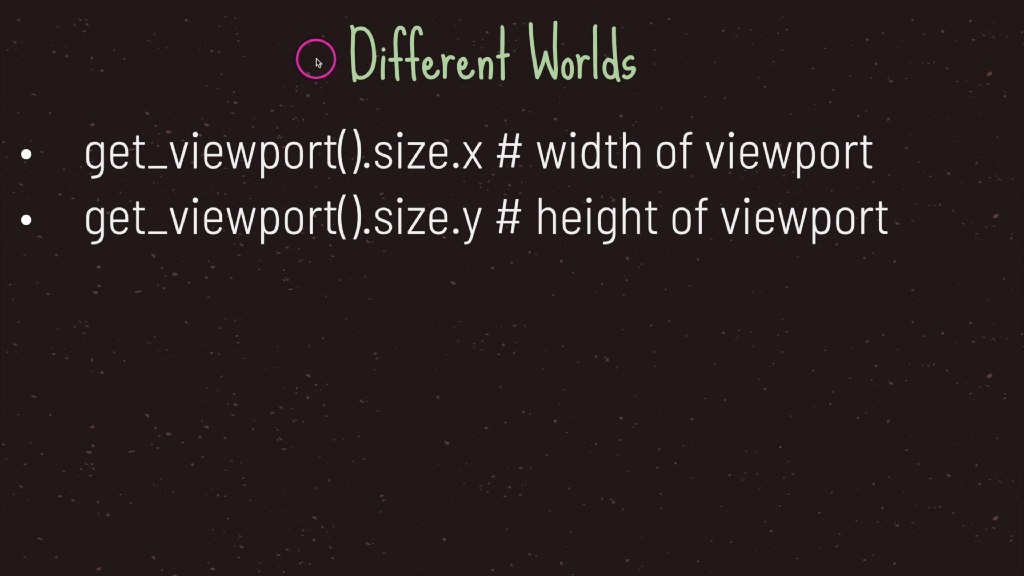 Different Worlds
• get_viewport().size.x # width of viewport
• get_viewport().size.y # height of viewport